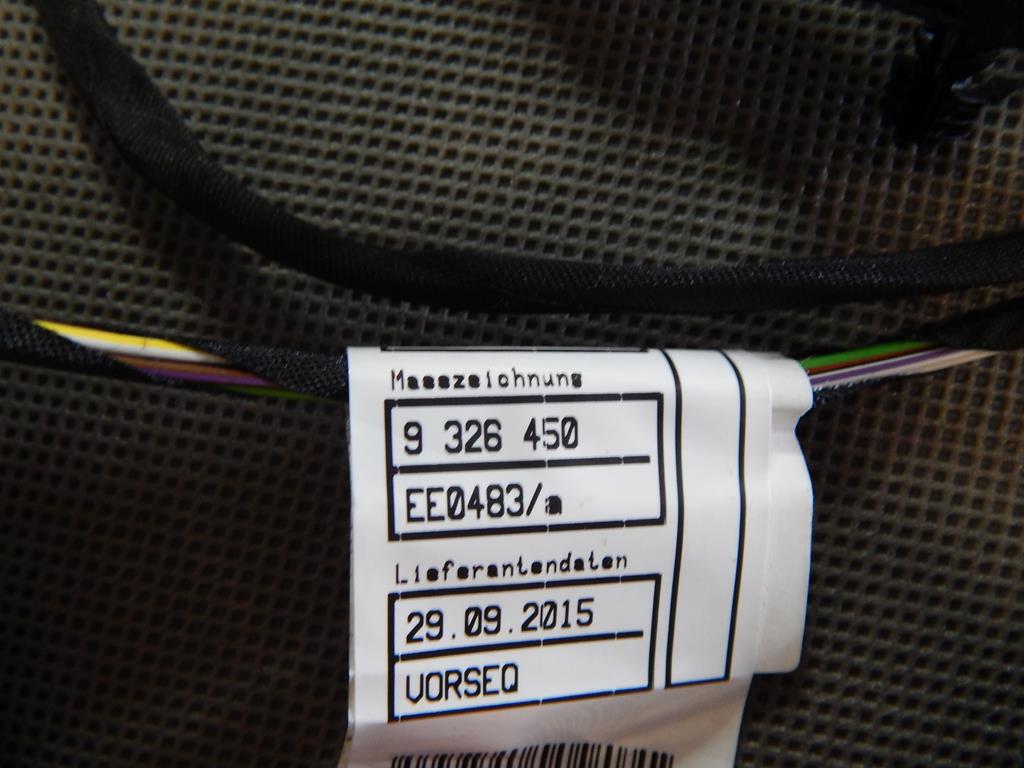 Masszeichnung
9 326 450
EE0483/a
Lieferantendaten
29.09.2015
VORSEQ